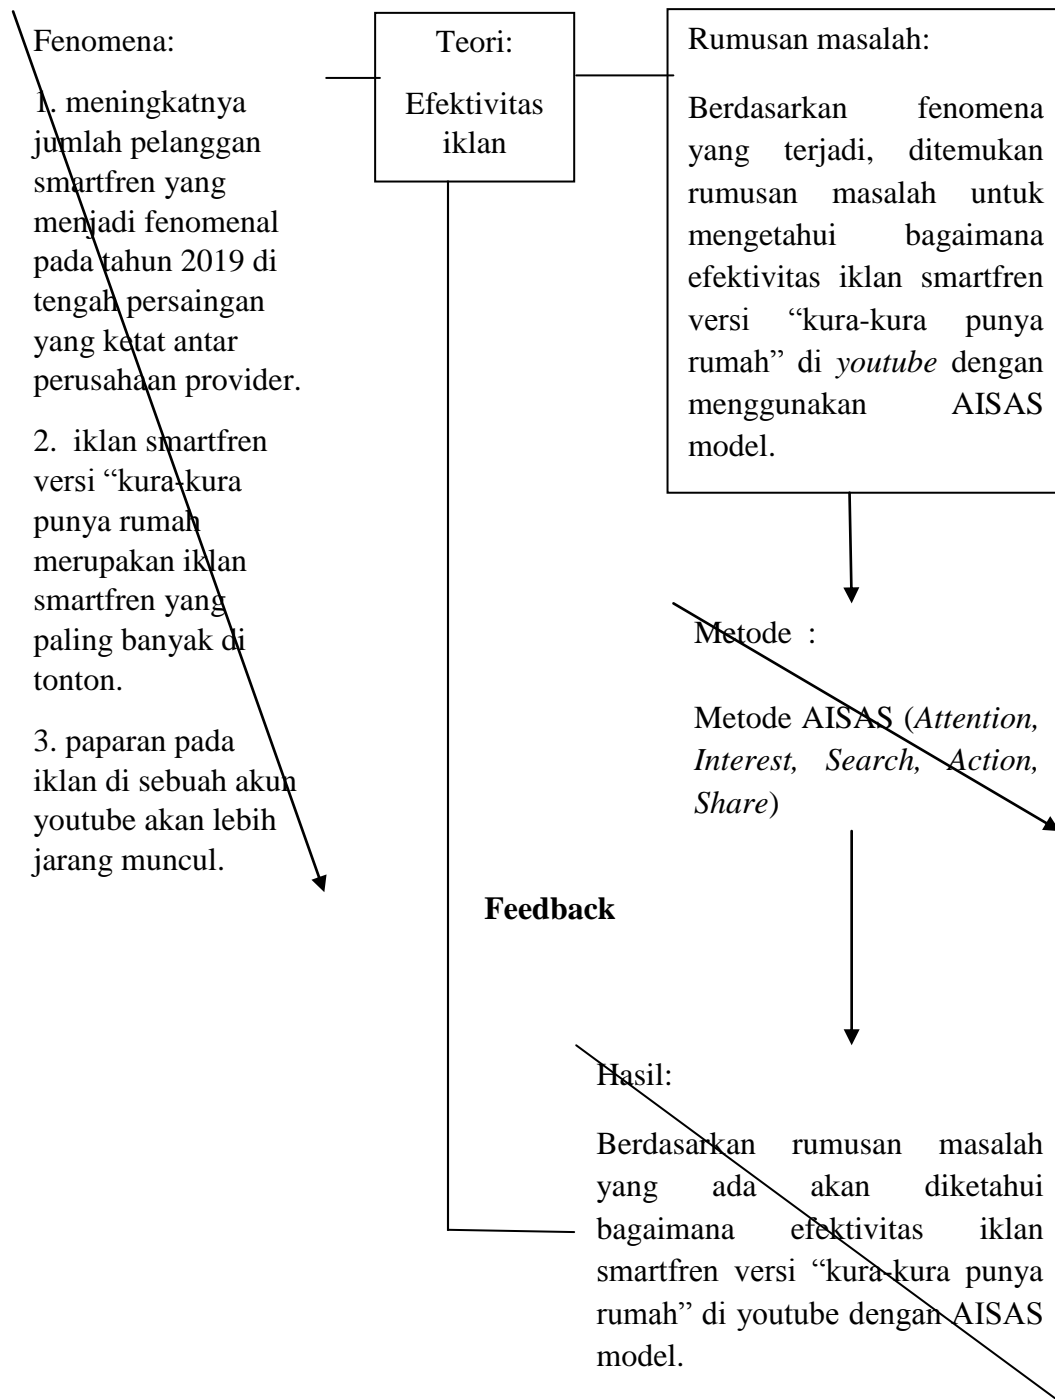 Fenomena:
1. meningkatnya
jumlah pelanggan
smartfren yang
menjadi fenomenal
pada tahun 2019 di
tengah persaingan
yang ketat antar
perusahaan provider.
2. iklan smartfren
versi “kura-kura
punya rumah
merupakan iklan
smartfren yang
paling banyak di
tonton.
3. paparan pada
iklan di sebuah akun
youtube akan lebih
jarang muncul.
Teori:
Efektivitas
iklan
Rumusan masalah:
Berdasarkan fenomena
yang terjadi, ditemukan
rumusan masalah untuk
mengetahui bagaimana
efektivitas iklan smartfren
versi “kura-kura punya
rumah” di youtube dengan
menggunakan AISAS
model.
Metode :
Metode AISAS (Attention,
Interest, Search, Action,
Share)
Feedback
Hasil:
Berdasarkan rumusan masalah
yang ada akan diketahui
bagaimana efektivitas iklan
smartfren versi “kura-kura punya
rumah” di youtube dengan AISAS
model.